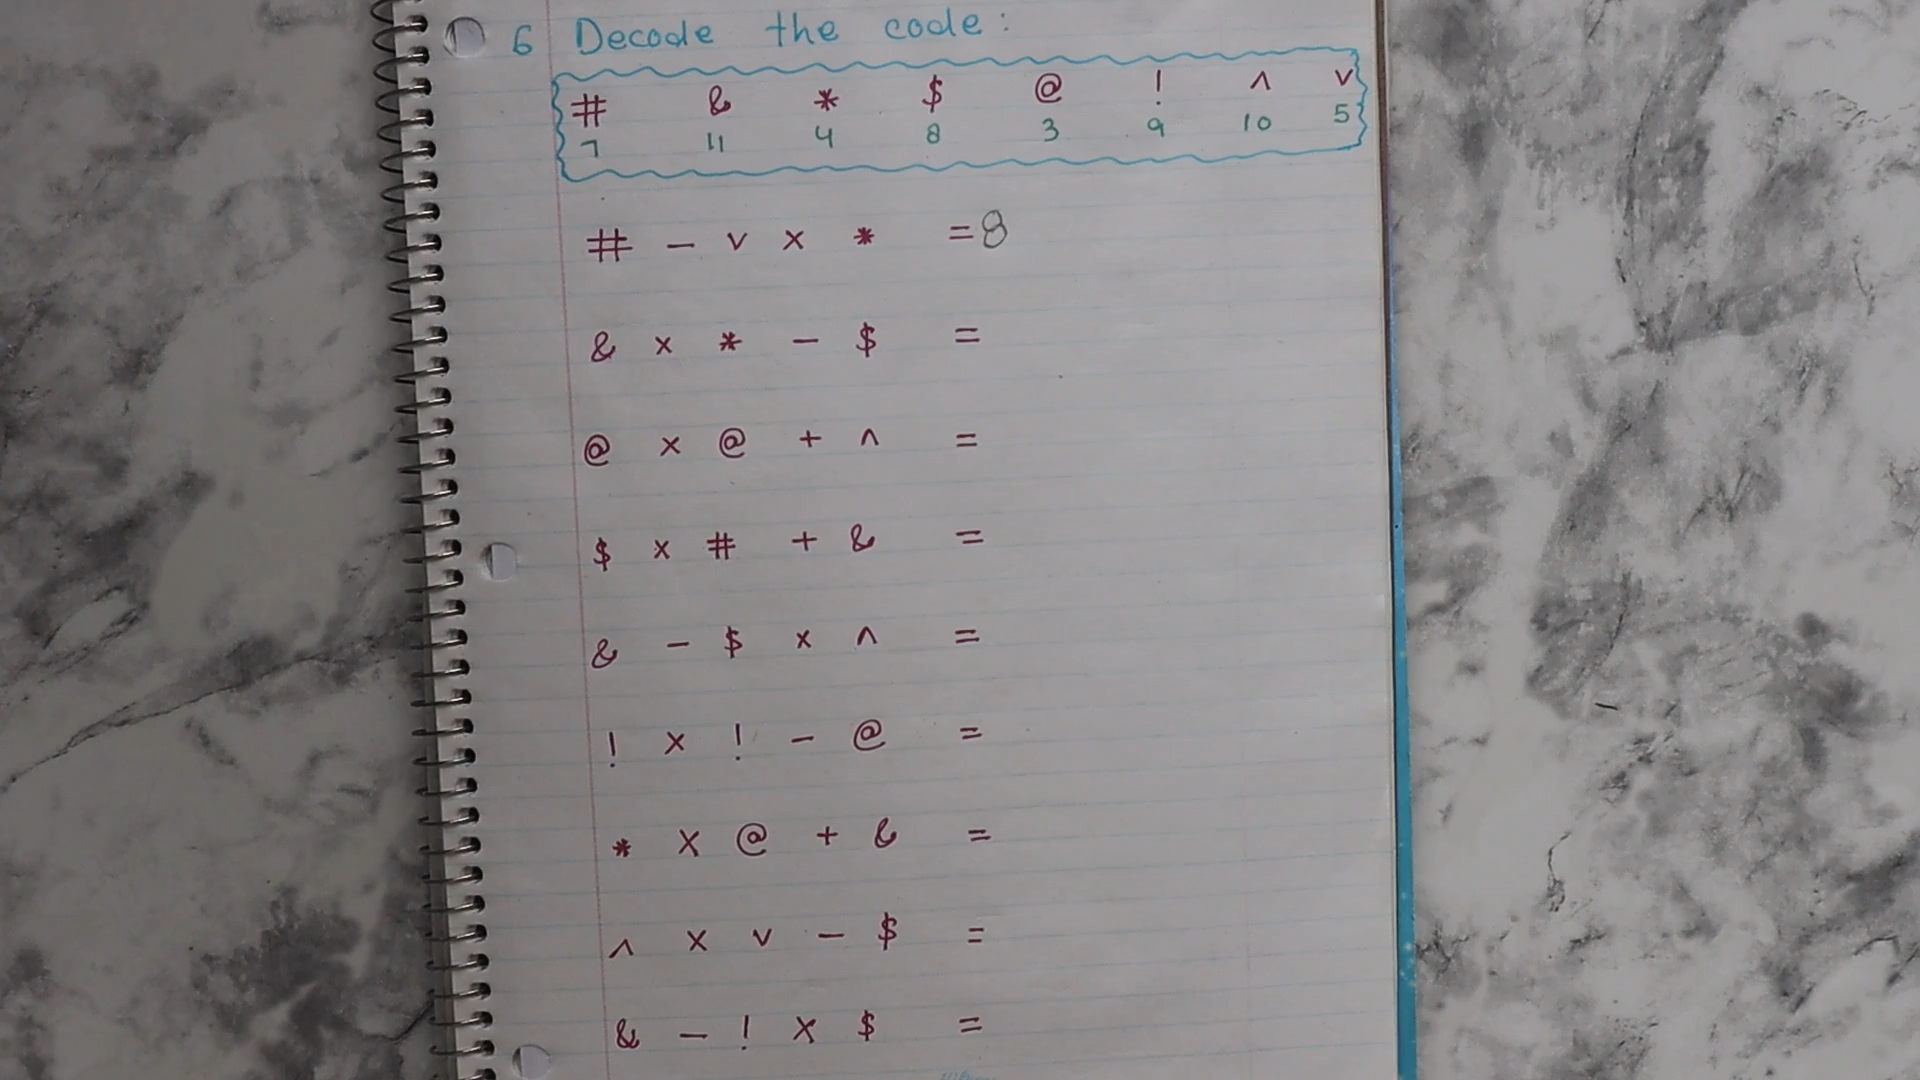 6 Decode the code:
# & * $ @ ! ^ v
7 11 4 8 3 9 10 5
# - v x * = 8
& x * - $ =
@ x @ + ^ =
$ x # + & =
& - $ x ^ =
! x ! - @ =
* x @ + & =
^ x v - $ =
& - ! x $ =